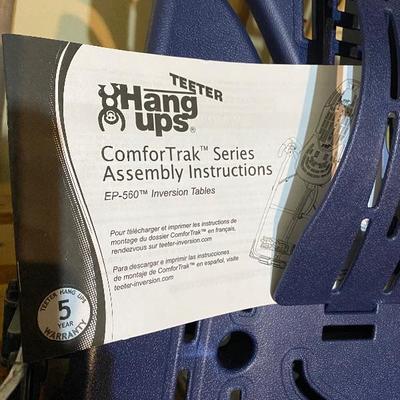 TEETER
Hang
ups®
ComforTrak™ Series
Assembly Instructions
EP-560™ Inversion Tables
Pour télécharger et imprimer les instructions de
montage du dossier ComforTrak™ en français,
rendezvous on teeter-inversion.com
Para descargar e imprimir las instrucciones
de montaje de ComforTrak™ en español, visite
teeter-inversion.com
TEETER HANG UPS
5
YEAR
WARRANTY